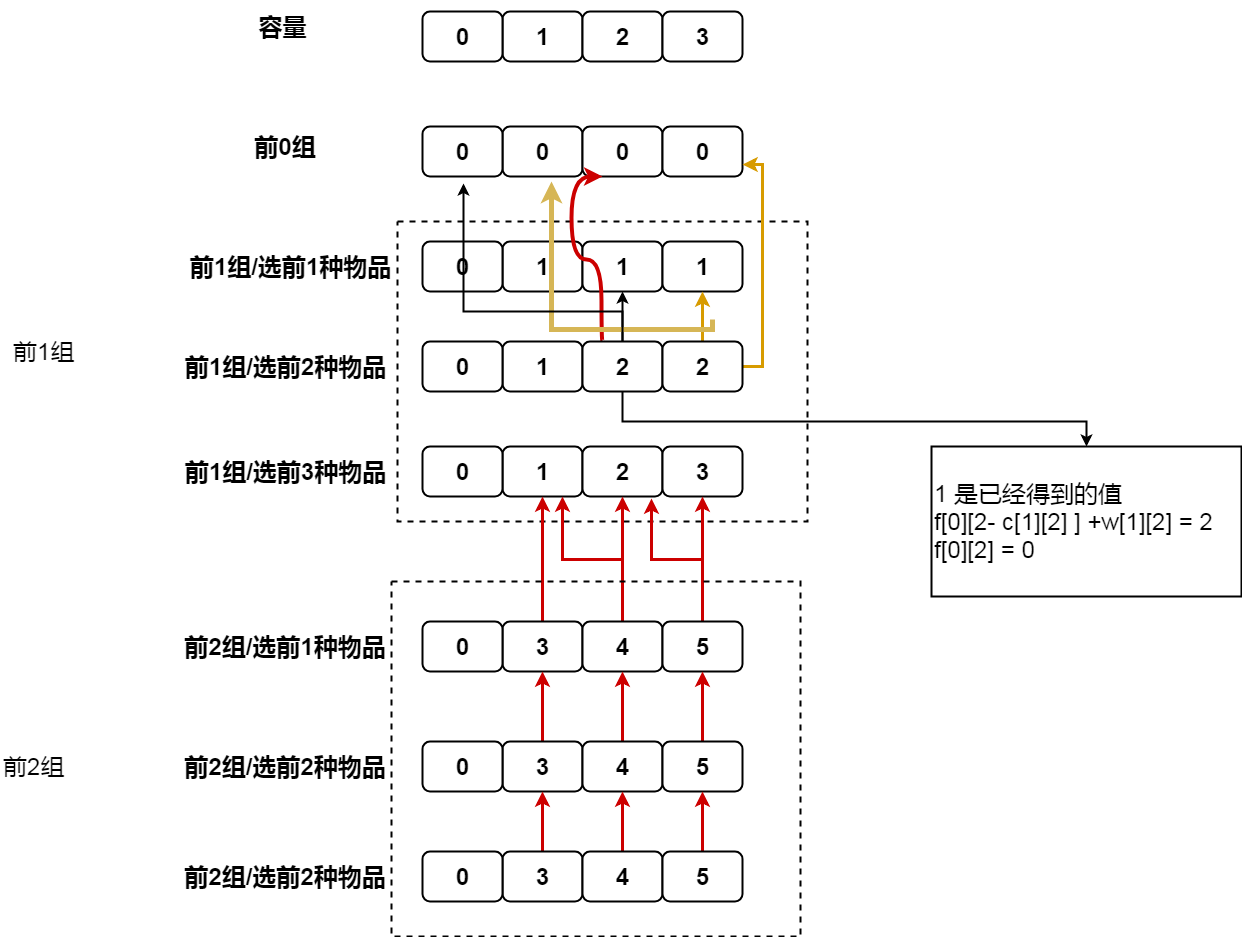 容量 0 1 2 3
前0组 0 0 0 0
前1组/选前1种物品 0 1 1 1
前1组
前1组/选前2种物品 0 1 2 2
前1组/选前3种物品 0 1 2 3
1 是已经得到的值
f[0][2- c[1][2] ] +w[1][2] = 2
f[0][2] = 0
前2组/选前1种物品 0 3 4 5
前2组
前2组/选前2种物品 0 3 4 5
前2组/选前2种物品 0 3 4 5